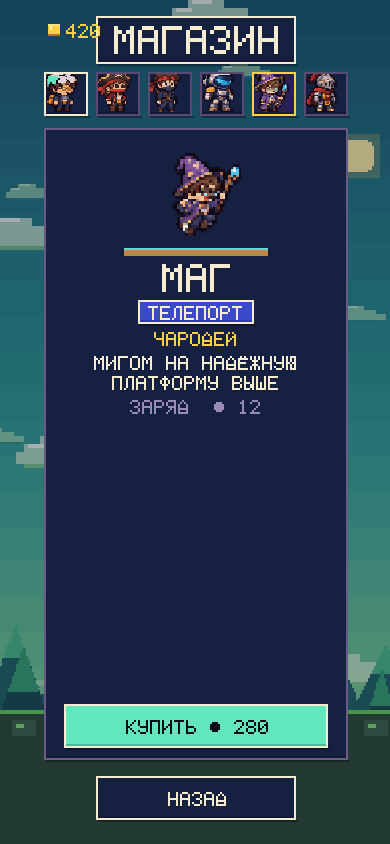 420
МАГАЗИН
МАГ
ТЕЛЕПОРТ
ЧАРОДЕЙ
МИГОМ НА НАДЁЖНУЮ
ПЛАТФОРМУ ВЫШЕ
ЗАРЯД ● 12
КУПИТЬ ● 280
НАЗАД